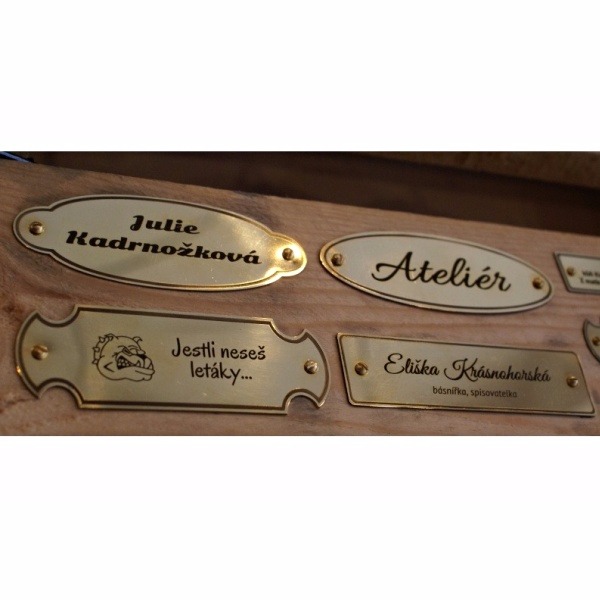 Julie
Kadrnožková
Ateliér
Jestli neseš
letáky...
Eliška Krásnohorská
básnířka, spisovatelka